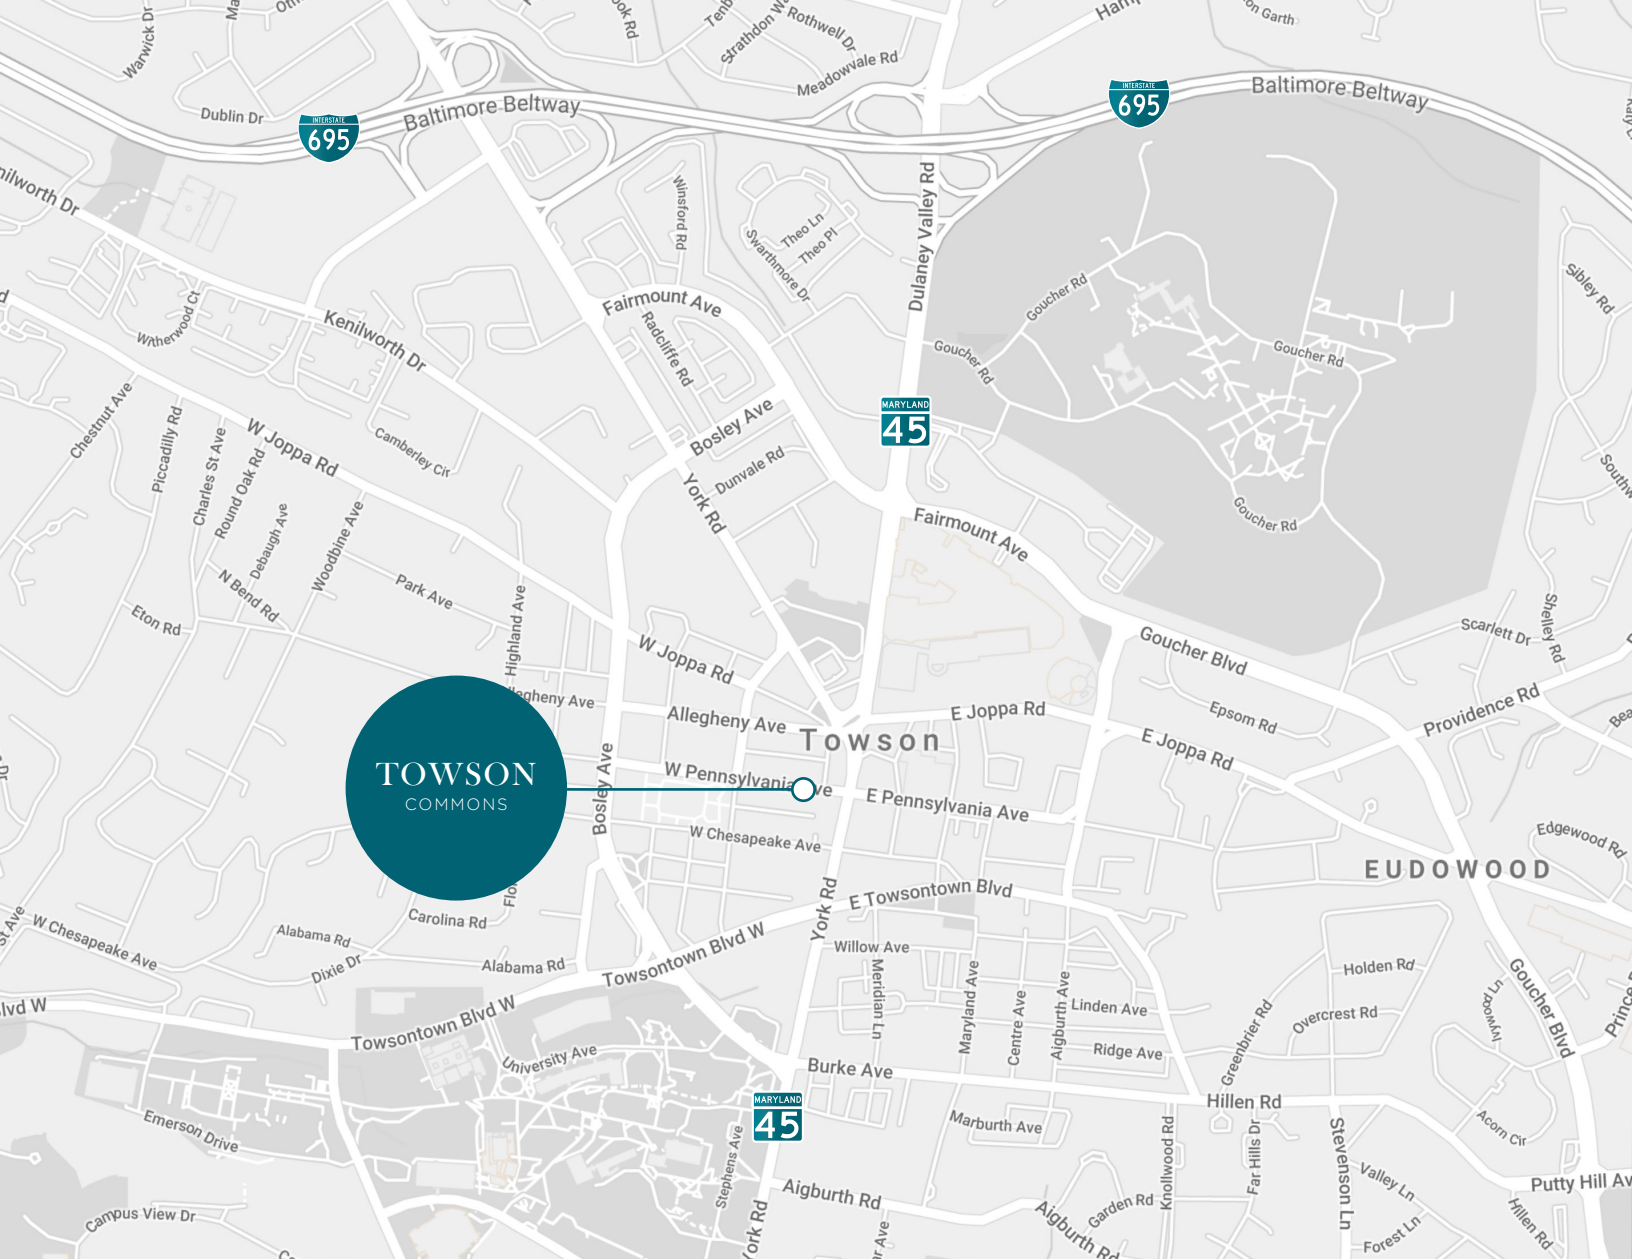 Warwick Dr
Rothwell Dr
Strathdon
Meadowvale Rd
on Garth
Dublin Dr
INTERSTATE
695
Baltimore Beltway
INTERSTATE
695
Baltimore Beltway
nilworth Dr
Winsford Rd
Theo Ln
Theo Pl
Swarthmore Dr
Dulaney Valley Rd
Goucher Rd
Sibley Rd
Witherwood Ct
Kenilworth Dr
Fairmount Ave
Radcliffe Rd
Goucher Rd
Goucher Rd
Chestnut Ave
Piccadilly Rd
Charles St Ave
Round Oak Rd
W Joppa Rd
Camberley Cir
Bosley Ave
MARYLAND
45
Dunvale Rd
York Rd
Debaugh Ave
Woodbine Ave
Fairmount Ave
Goucher Rd
N Bend Rd
Park Ave
Eton Rd
Highland Ave
W Joppa Rd
Goucher Blvd
Scarlett Dr
Shelley Rd
legheny Ave
Allegheny Ave
E Joppa Rd
Epsom Rd
Providence Rd
Towson
E Joppa Rd
TOWSON
COMMONS
Bosley Ave
W Pennsylvania
ve
E Pennsylvania Ave
W Chesapeake Ave
Edgewood Rd
EUDOWOOD
Flo
Carolina Rd
York Rd
E Towsontown Blvd
W Chesapeake Ave
Alabama Rd
Dixie Dr
Alabama Rd
Towsontown Blvd W
Willow Ave
Meridian Ln
Maryland Ave
Centre Ave
Aigburth Ave
Linden Ave
Ridge Ave
Holden Rd
Overcrest Rd
Greenbrier Rd
Ivywood Ln
Goucher Blvd
lvd W
Towsontown Blvd W
University Ave
Burke Ave
Hillen Rd
MARYLAND
45
Emerson Drive
Stephens Ave
Marburth Ave
Knollwood Rd
Far Hills Dr
Stevenson Ln
Acorn Cir
Valley Ln
Putty Hill Av
Aigburth Rd
Garden Rd
Aigburth Rd
Hillen Rd
Forest Ln
Campus View Dr
York Rd